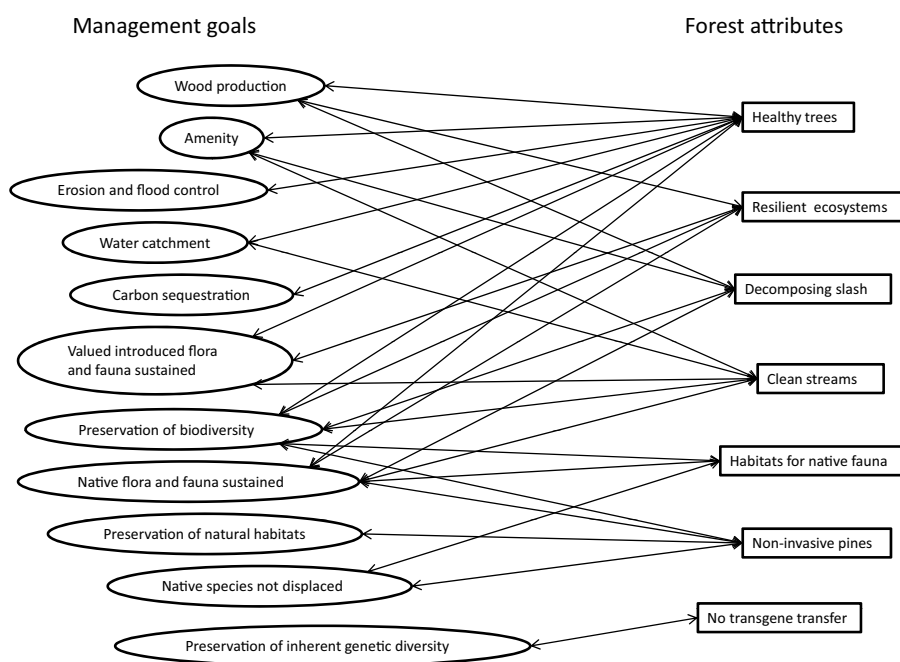 Management goals
Forest attributes
Wood production
Amenity
Erosion and flood control
Water catchment
Carbon sequestration
Valued introduced flora
and fauna sustained
Preservation of biodiversity
Native flora and fauna sustained
Preservation of natural habitats
Native species not displaced
Preservation of inherent genetic diversity
Healthy trees
Resilient ecosystems
Decomposing slash
Clean streams
Habitats for native fauna
Non-invasive pines
No transgene transfer